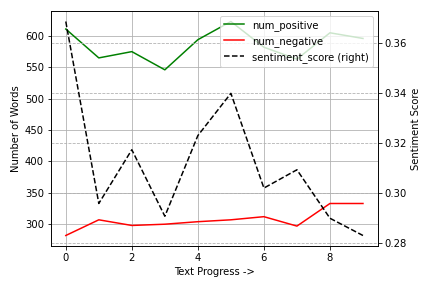 num_positive
num_negative
sentiment_score (right)
600
550
500
450
400
350
300
Number of Words
0.36
0.34
0.32
0.30
0.28
Sentiment Score
0 2 4 6 8
Text Progress ->